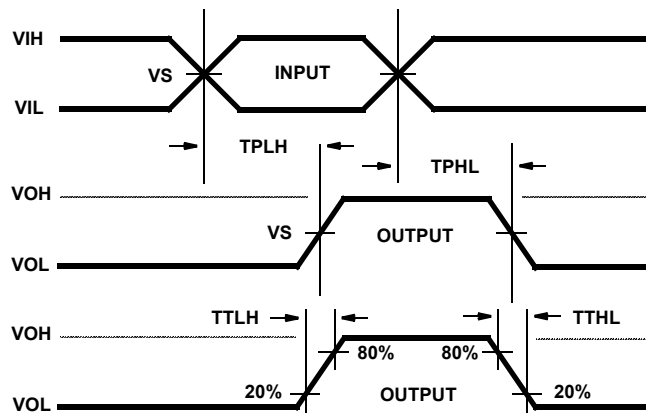 VIH
VS
INPUT
VIL
TPLH
TPHL
VOH
VS
OUTPUT
VOL
TTLH
TTHL
VOH
80%
80%
20%
OUTPUT
20%
VOL